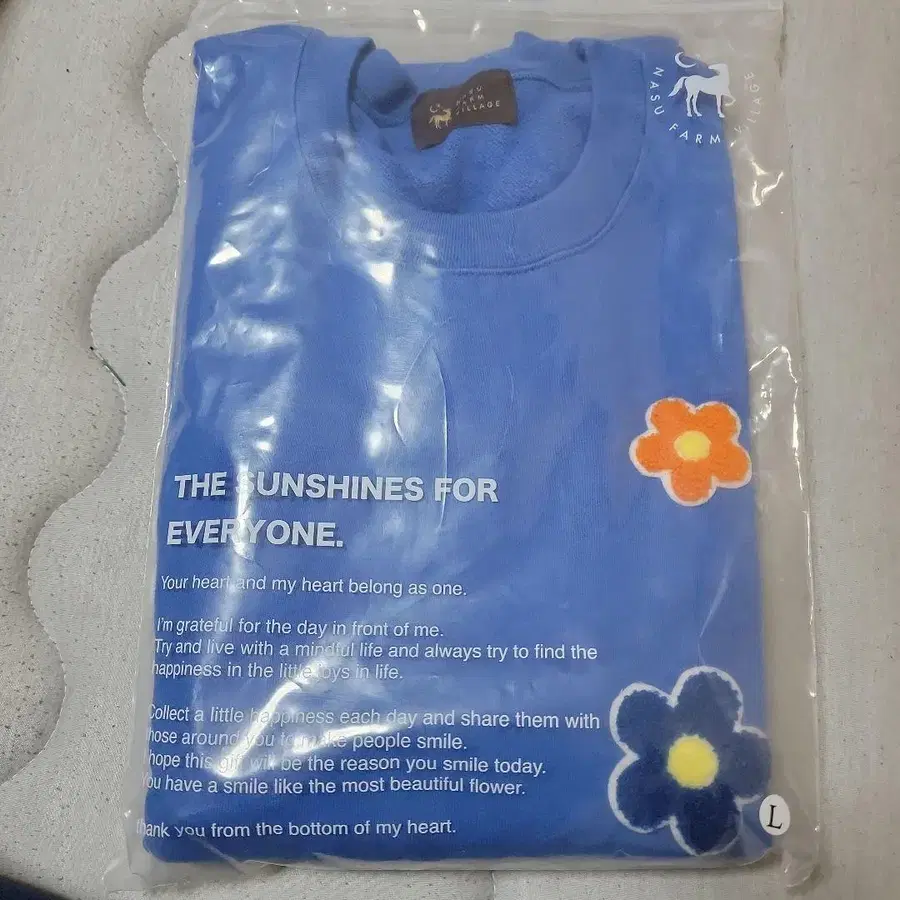 NASU FARM VILLAGE
FARM
VILLAGE
THE SUNSHINES FOR
EVERYONE.
Your heart and my heart belong as one.
I'm grateful for the day in front of me.
Try and live with a mindful life and always try to find the
happiness in the little joys in life.
Collect a little happiness each day and share them with
those around you to make people smile.
I hope this gift will be the reason you smile today.
You have a smile like the most beautiful flower.
Thank you from the bottom of my heart.
L